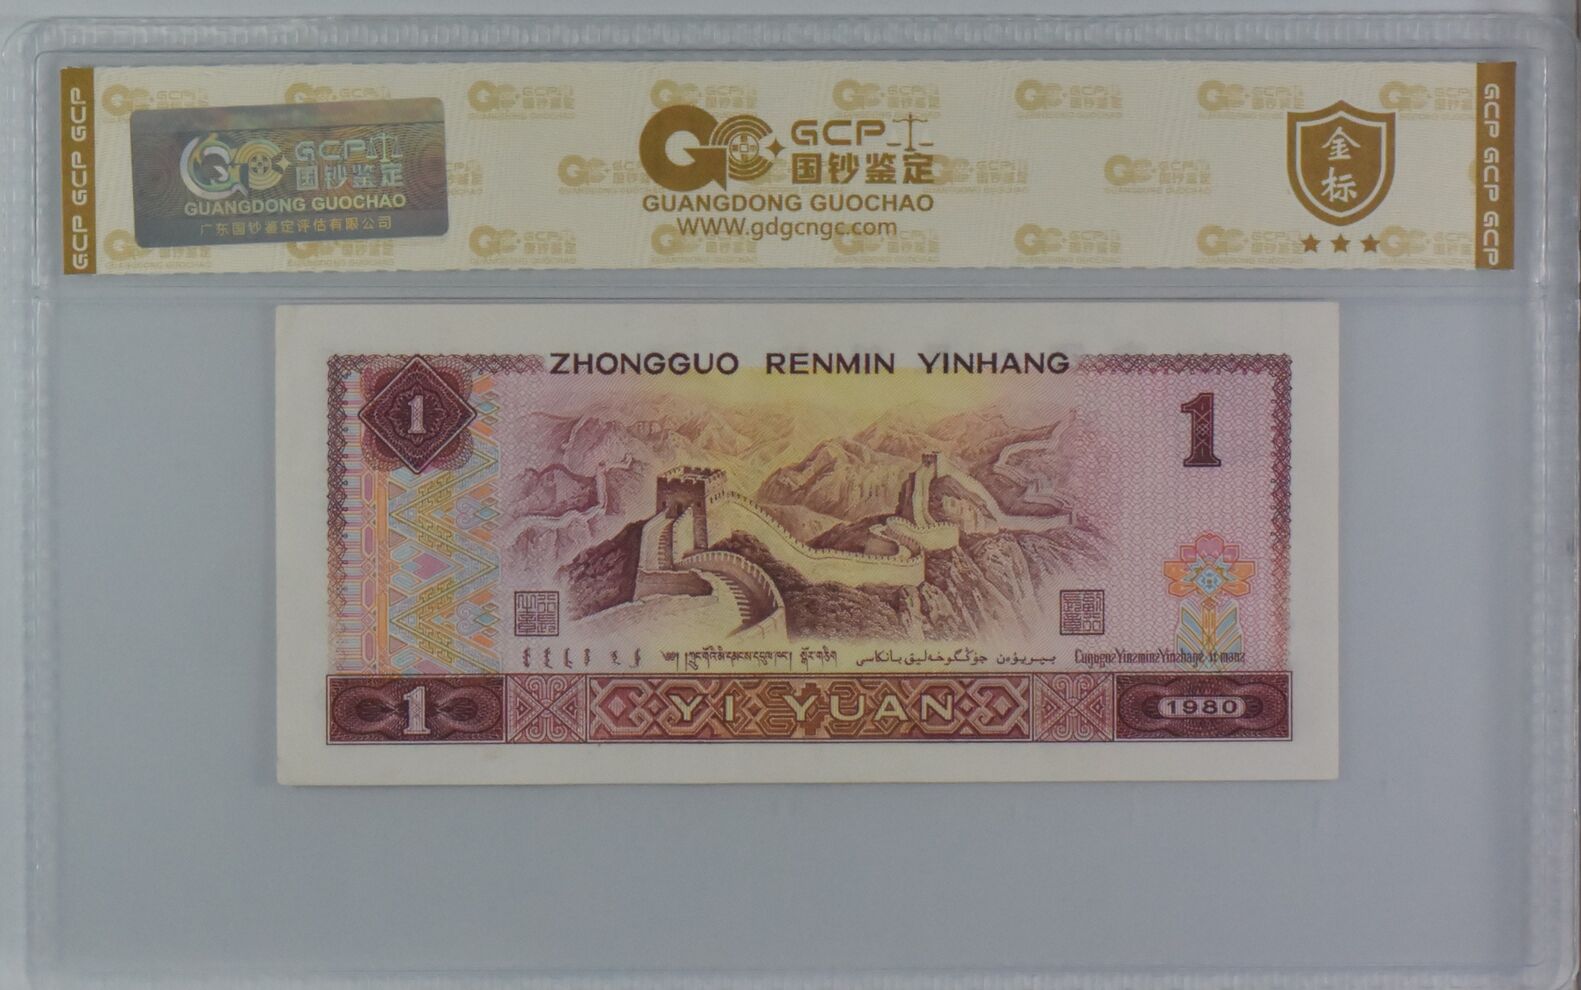 GCP GCP GCP
GCP
国钞鉴定
GUANGDONG GUOCHAO
广东国钞鉴定评估有限公司
GCP
国钞鉴定
GUANGDONG GUOCHAO
WWW.gdgcngc.com
金标
GCP GCP GCP
ZHONGGUO RENMIN YINHANG
1
1
1
YI YUAN
1980